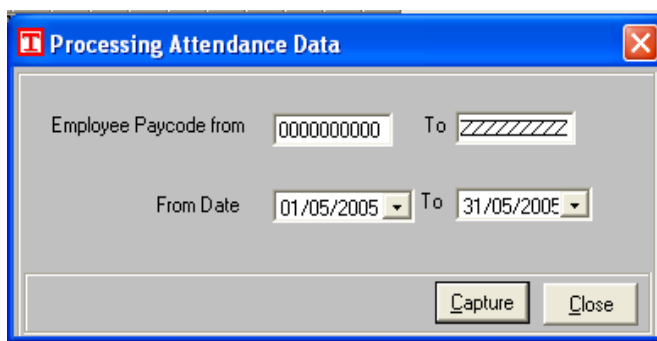 Processing Attendance Data
Employee Paycode from 0000000000 To ZZZZZZZZZZ
From Date 01/05/2005 To 31/05/2005
Capture Close